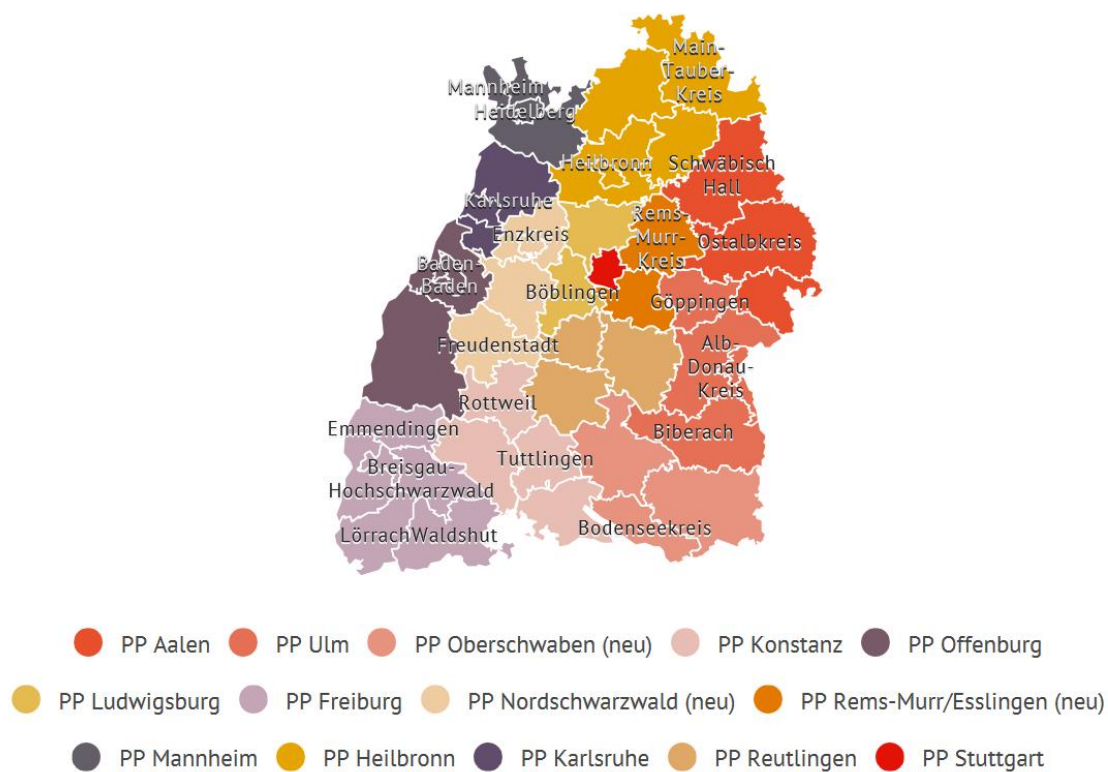 Main-
Tauber-
Kreis
Mannheim
Heidelberg
Heilbronn
Schwäbisch
Hall
Karlsruhe
Rems-
Murr-
Kreis
Enzkreis
Ostalbkreis
Baden-
Baden
Böblingen
Göppingen
Freudenstadt
Alb-
Donau-
Kreis
Rottweil
Emmendingen
Biberach
Tuttlingen
Breisgau-
Hochschwarzwald
Bodenseekreis
Lörrach
Waldshut
PP Aalen PP Ulm PP Oberschwaben (neu) PP Konstanz PP Offenburg
PP Ludwigsburg PP Freiburg PP Nordschwarzwald (neu) PP Rems-Murr/Esslingen (neu)
PP Mannheim PP Heilbronn PP Karlsruhe PP Reutlingen PP Stuttgart